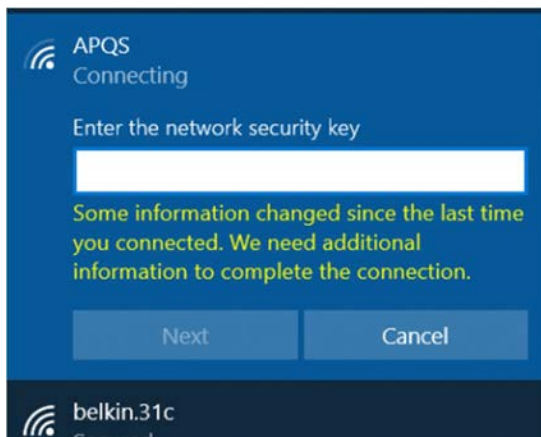 APQS
Connecting
Enter the network security key
Some information changed since the last time
you connected. We need additional
information to complete the connection.
Next Cancel
belkin.31c